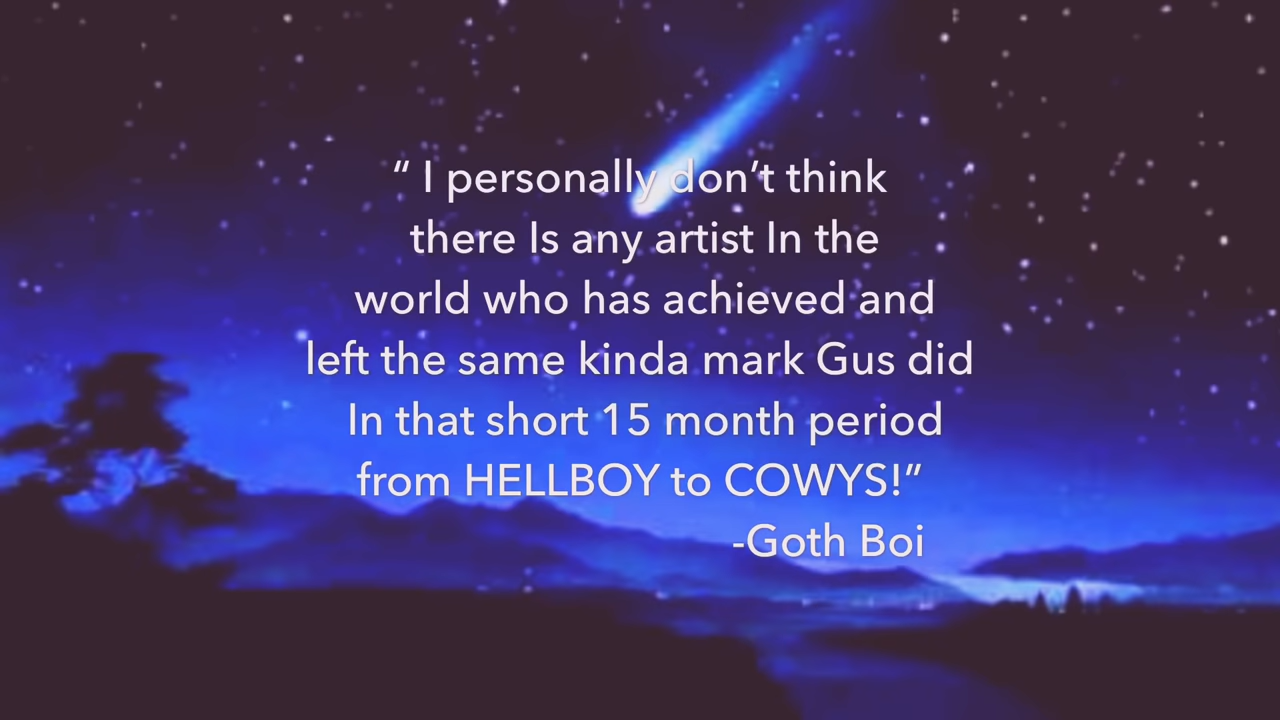 “ I personally don’t think
there Is any artist In the
world who has achieved and
left the same kinda mark Gus did
In that short 15 month period
from HELLBOY to COWYS!”
-Goth Boi